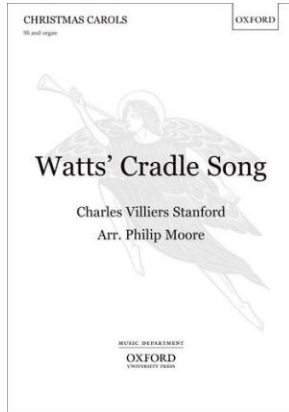 CHRISTMAS CAROLS
OXFORD
SS and organ
Watts' Cradle Song
Charles Villiers Stanford
Arr. Philip Moore
MUSIC DEPARTMENT
OXFORD
UNIVERSITY PRESS